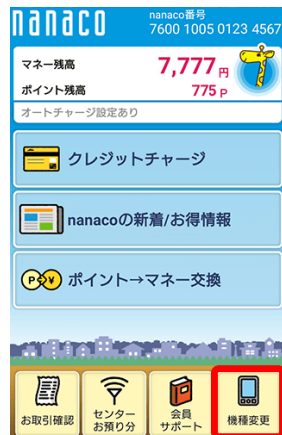 nanaco
nanaco番号
7600 1005 0123 4567
マネー残高
7,777 円
ポイント残高
775 P
オートチャージ設定あり
クレジットチャージ
nanacoの新着/お得情報
P ¥
ポイント→マネー交換
お取引確認
センター
お預り分
会員
サポート
機種変更